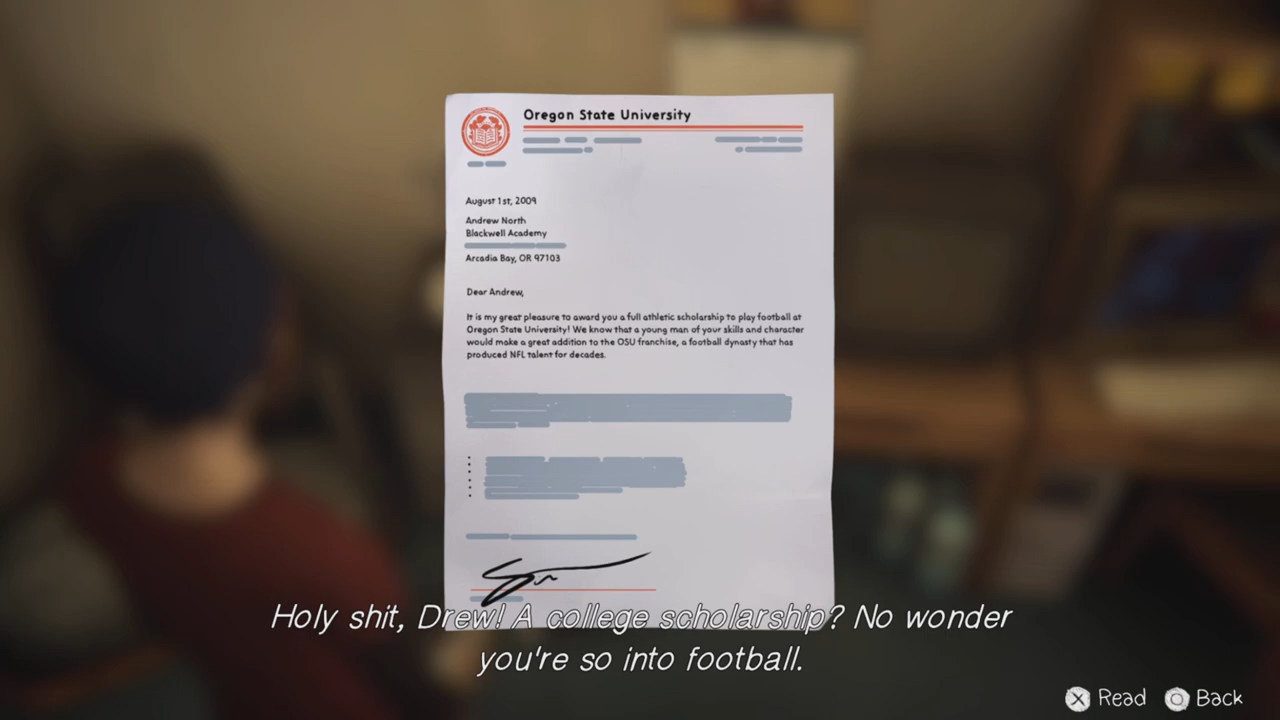 Oregon State University
August 1st, 2009
Andrew North
Blackwell Academy
Arcadia Bay, OR 97103
Dear Andrew,
It is my great pleasure to award you a full athletic scholarship to play football at
Oregon State University! We know that a young man of your skills and character
would make a great addition to the OSU franchise, a football dynasty that has
produced NFL talent for decades.
Holy shit, Drew! A college scholarship? No wonder
you're so into football.
Read Back